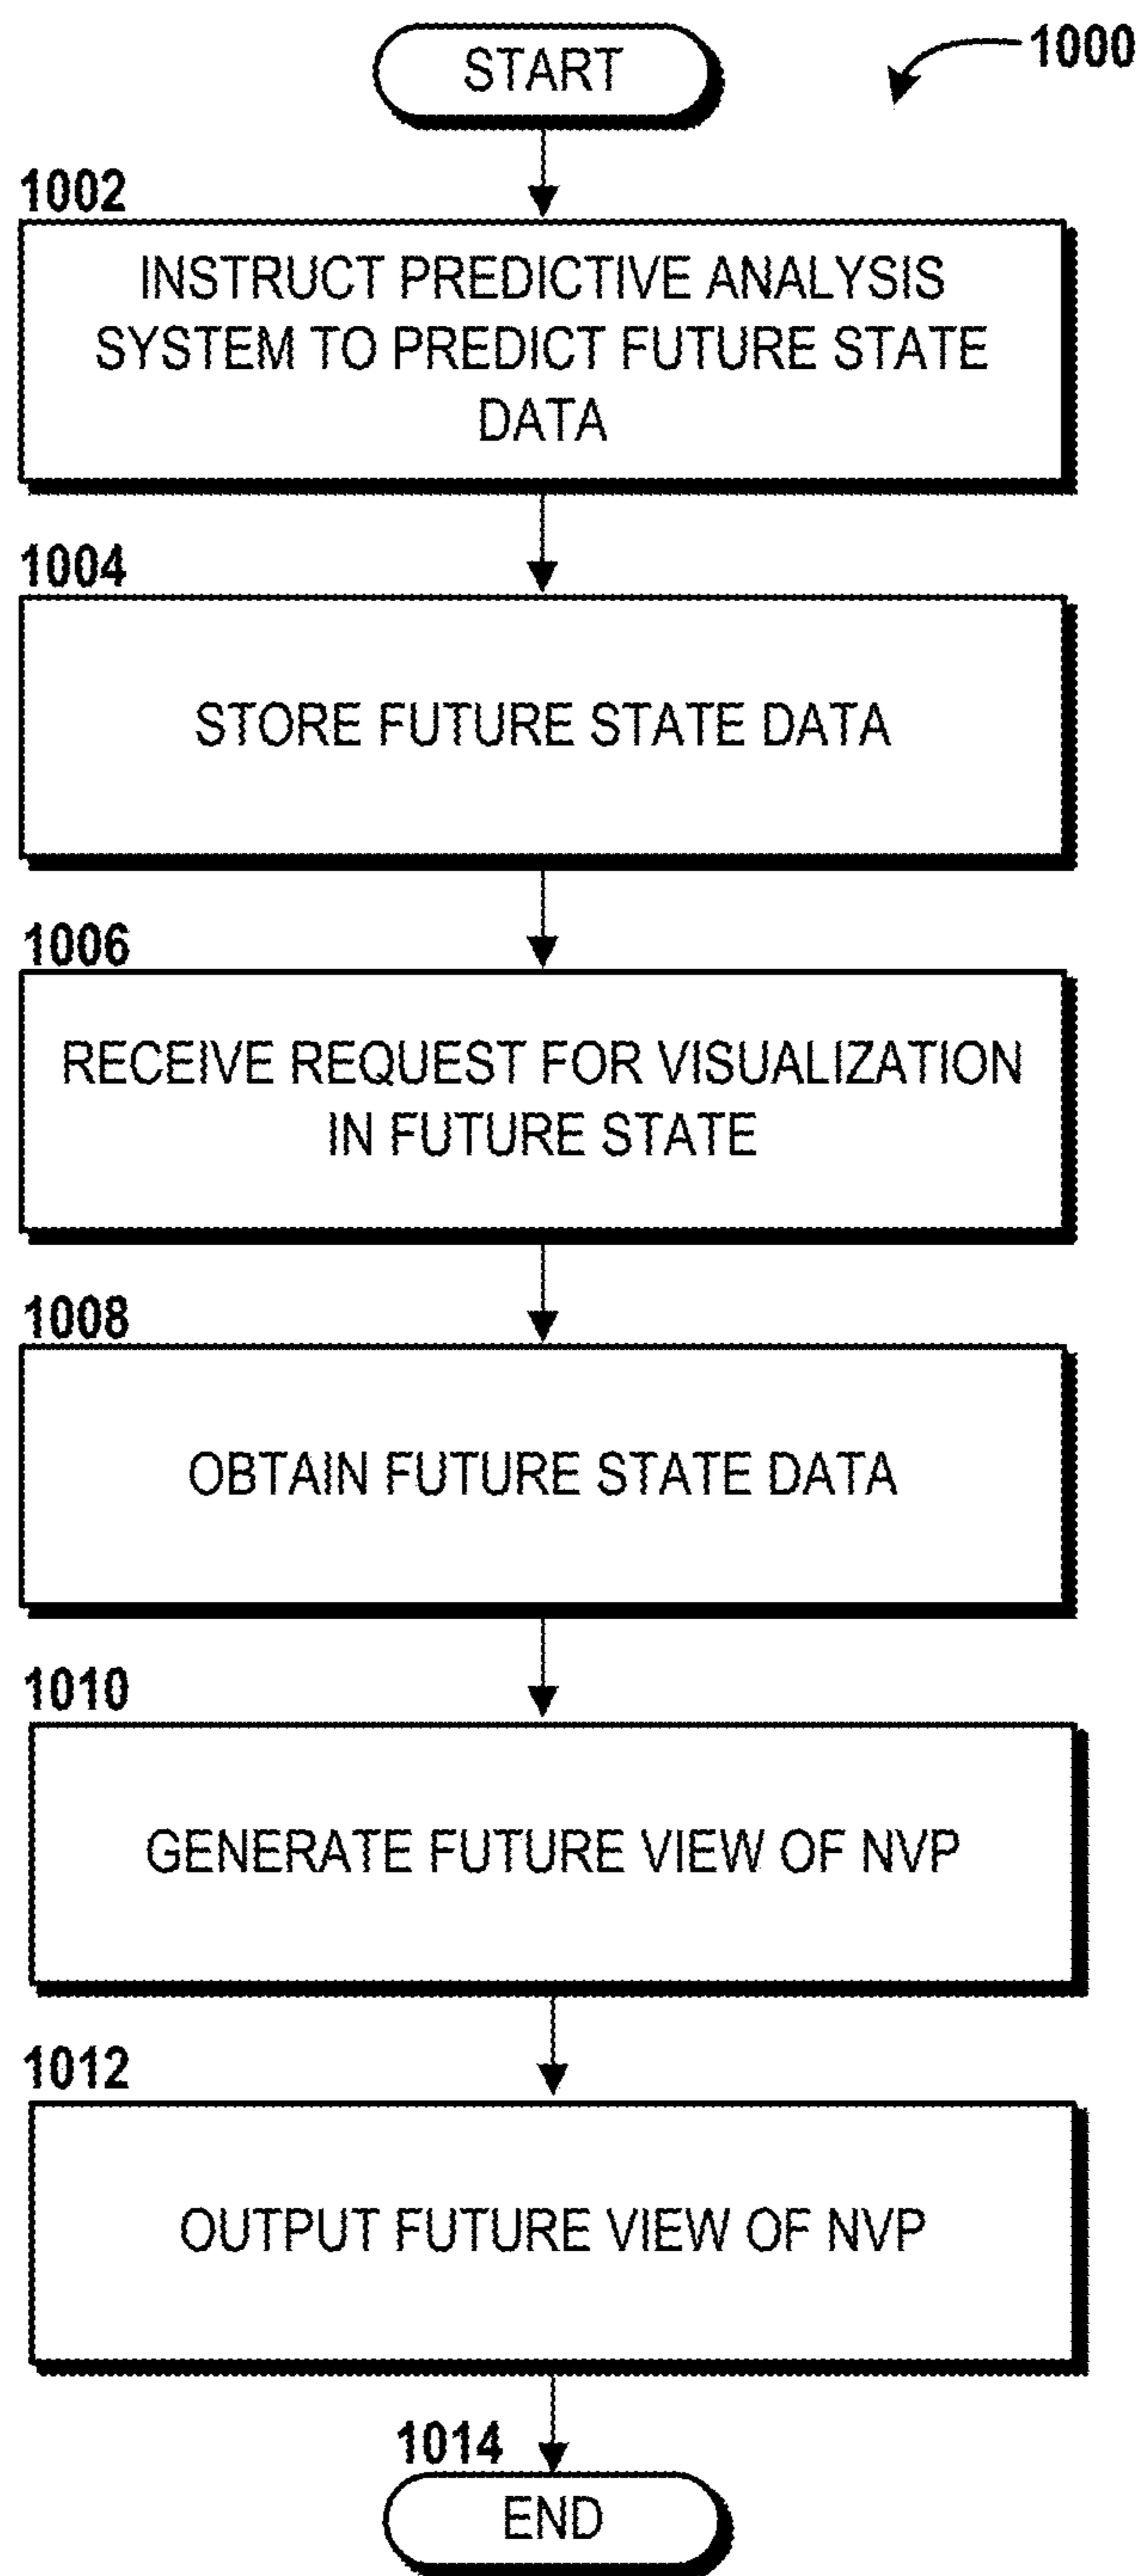 START
1000
1002
INSTRUCT PREDICTIVE ANALYSIS
SYSTEM TO PREDICT FUTURE STATE
DATA
1004
STORE FUTURE STATE DATA
1006
RECEIVE REQUEST FOR VISUALIZATION
IN FUTURE STATE
1008
OBTAIN FUTURE STATE DATA
1010
GENERATE FUTURE VIEW OF NVP
1012
OUTPUT FUTURE VIEW OF NVP
1014
END